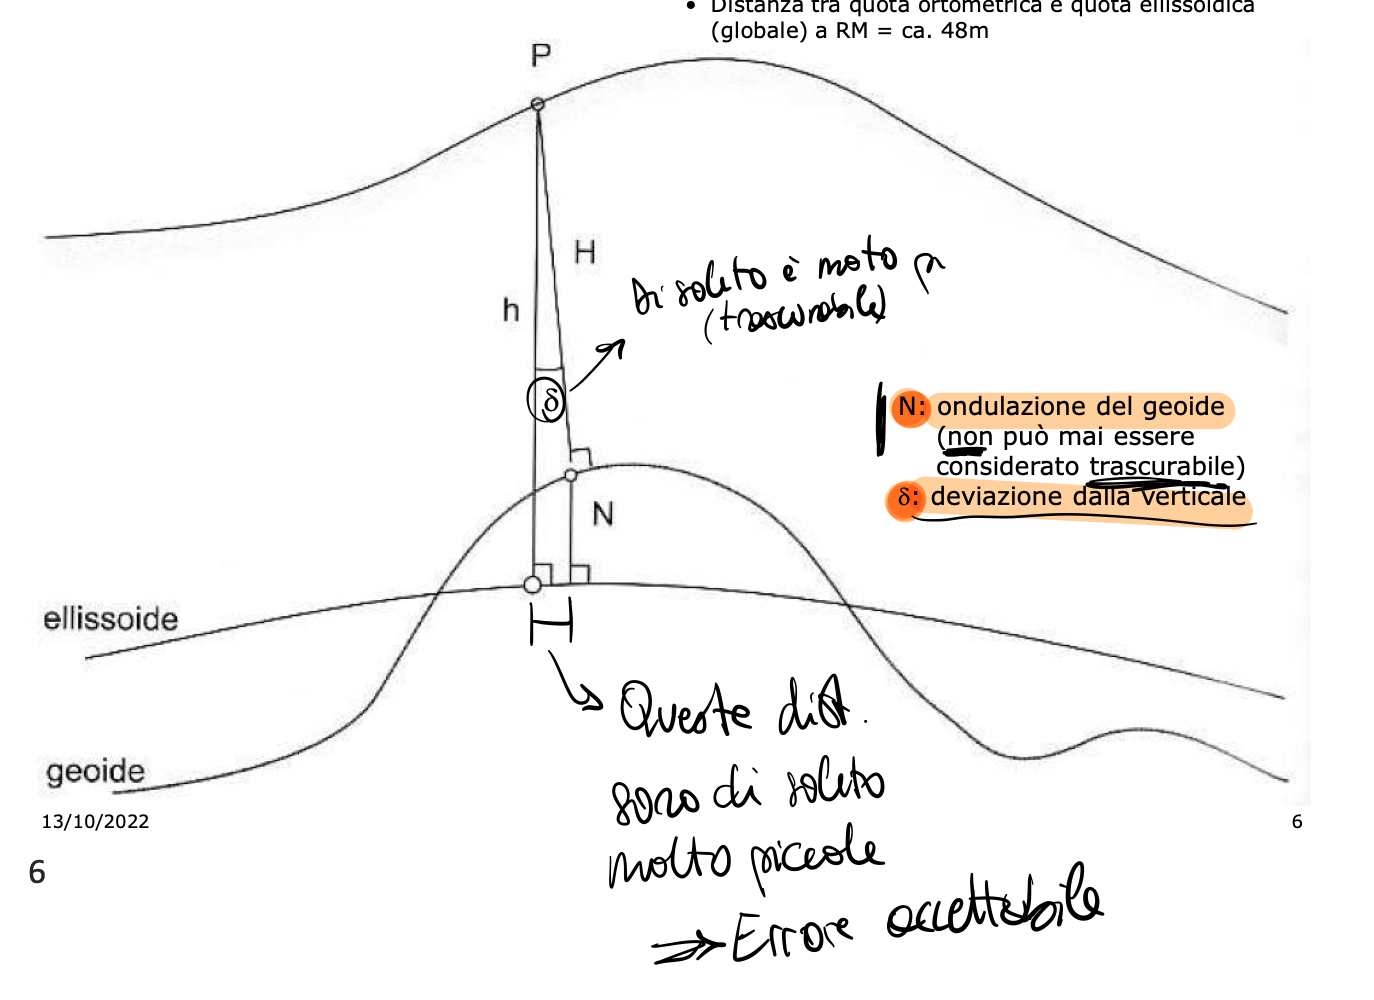 • Distanza tra quota ortometrica e quota ellissoidica
(globale) a RM = ca. 48m
P
H
h
Di solito è moto p
(trascurabile)
δ
N: ondulazione del geoide
(non può mai essere
considerato trascurabile)
δ: deviazione dalla verticale
N
ellissoide
Queste dist.
geoide
sono di solito
13/10/2022
6
molto piccole
6
⇒ Errore accettabile